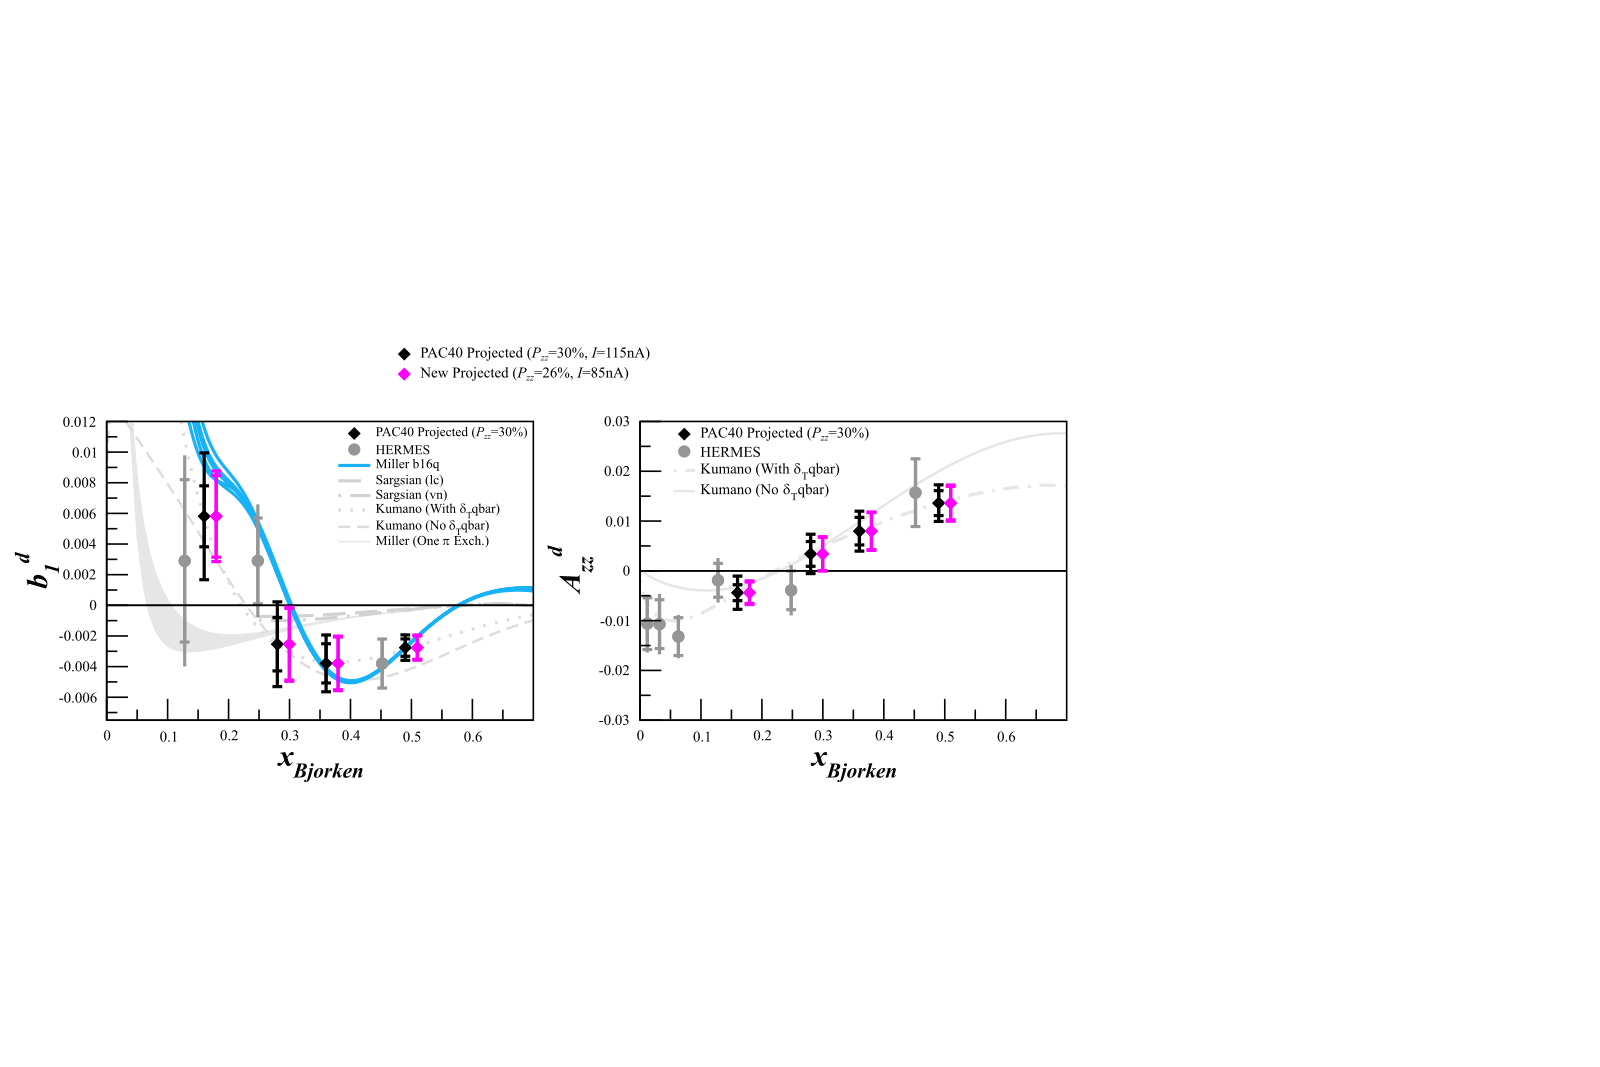 PAC40 Projected (Pzz=30%, I=115nA)
New Projected (Pzz=26%, I=85nA)
0.012
0.01
0.008
0.006
0.004
0.002
0
-0.002
-0.004
-0.006
b1d
PAC40 Projected (Pzz=30%)
HERMES
Miller b16q
Sargsian (lc)
Sargsian (vn)
Kumano (With δTqbar)
Kumano (No δTqbar)
Miller (One π Exch.)
0 0.1 0.2 0.3 0.4 0.5 0.6
xBjorken
0.03
0.02
0.01
0
-0.01
-0.02
-0.03
Azzd
PAC40 Projected (Pzz=30%)
HERMES
Kumano (With δTqbar)
Kumano (No δTqbar)
0 0.1 0.2 0.3 0.4 0.5 0.6
xBjorken